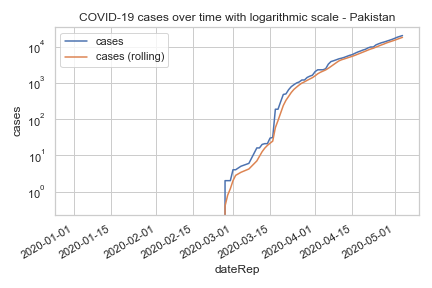 COVID-19 cases over time with logarithmic scale - Pakistan
cases
cases (rolling)
10⁴
10³
10²
10¹
10⁰
cases
2020-01-01
2020-01-15
2020-02-01
2020-02-15
2020-03-01
2020-03-15
2020-04-01
2020-04-15
2020-05-01
dateRep